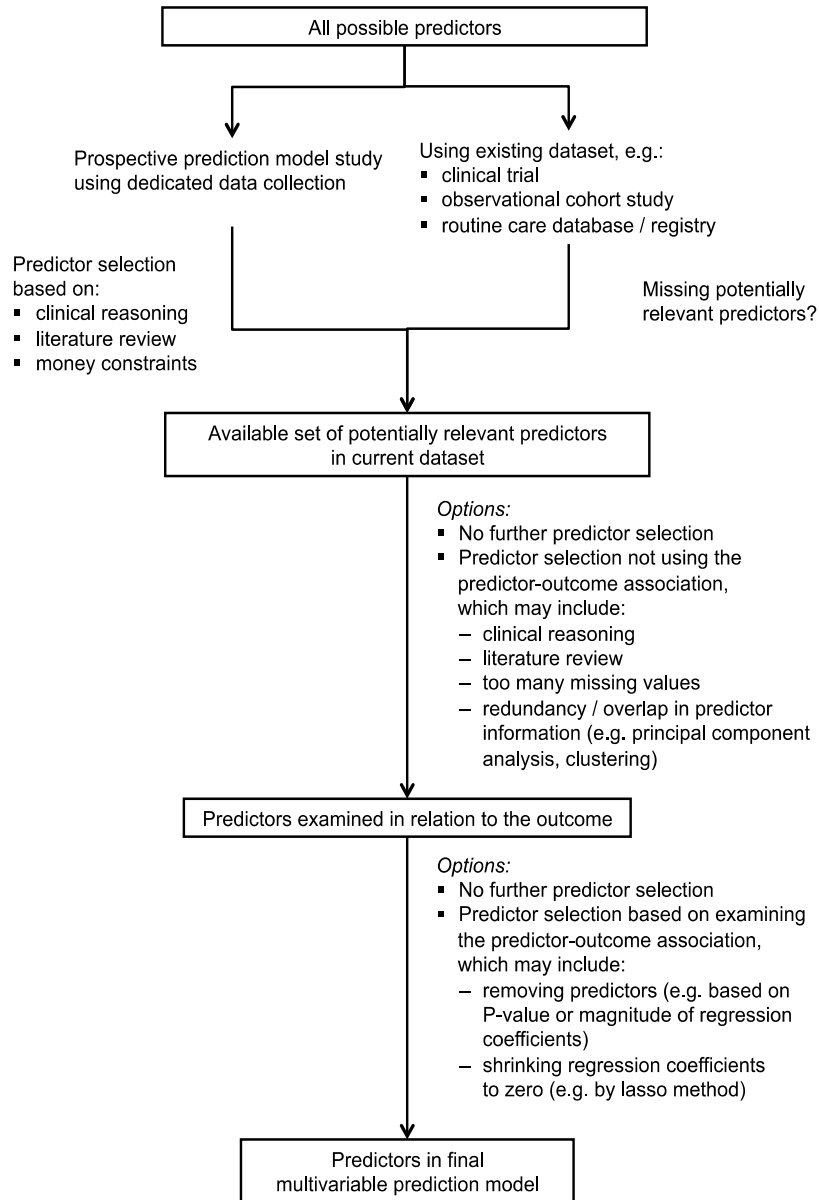 All possible predictors
Prospective prediction model study
using dedicated data collection
Using existing dataset, e.g.:
▪ clinical trial
▪ observational cohort study
▪ routine care database / registry
Predictor selection
based on:
▪ clinical reasoning
▪ literature review
▪ money constraints
Missing potentially
relevant predictors?
Available set of potentially relevant predictors
in current dataset
Options:
▪ No further predictor selection
▪ Predictor selection not using the
predictor-outcome association,
which may include:
– clinical reasoning
– literature review
– too many missing values
– redundancy / overlap in predictor
information (e.g. principal component
analysis, clustering)
Predictors examined in relation to the outcome
Options:
▪ No further predictor selection
▪ Predictor selection based on examining
the predictor-outcome association,
which may include:
– removing predictors (e.g. based on
P-value or magnitude of regression
coefficients)
– shrinking regression coefficients
to zero (e.g. by lasso method)
Predictors in final
multivariable prediction model